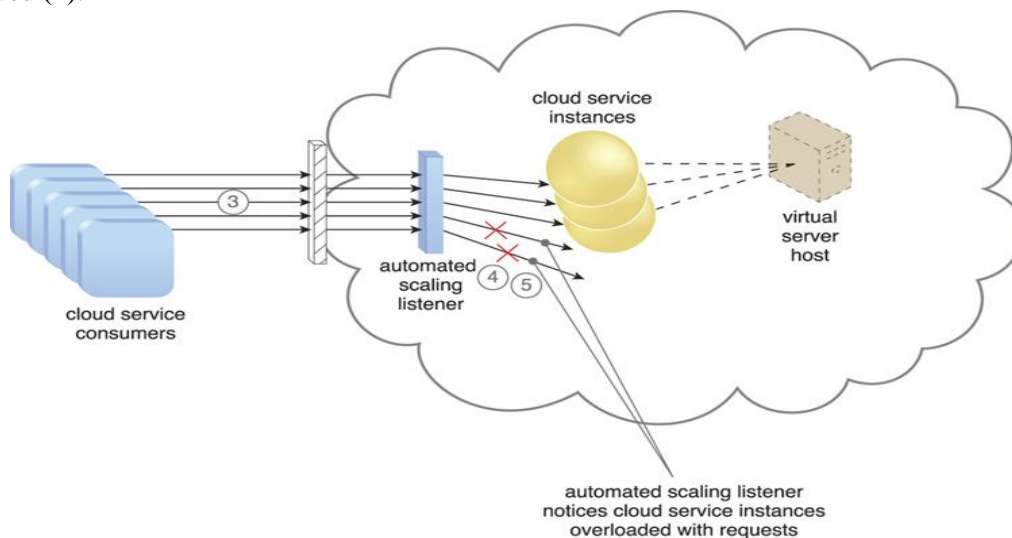 cloud service
instances
3
virtual
server
host
automated
scaling
listener
4 5
cloud service
consumers
automated scaling listener
notices cloud service instances
overloaded with requests